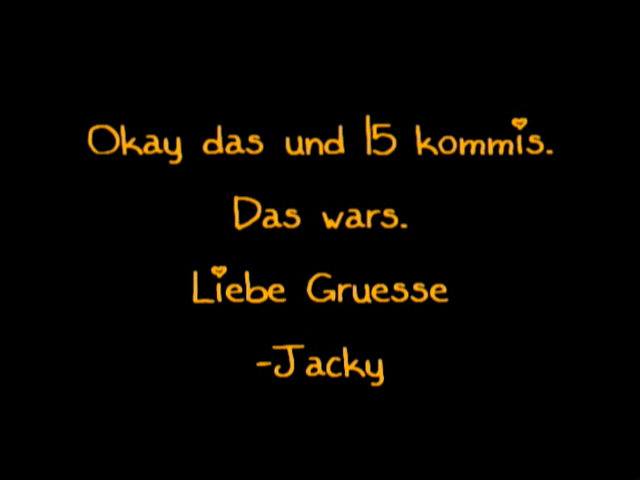 Okay das und 15 kommis.
Das wars.
Liebe Gruesse
-Jacky